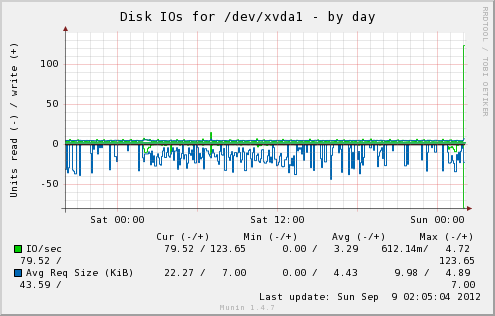 Disk IOs for /dev/xvda1 - by day
RRDTOOL / TOBI OETIKER
Units read (-) / write (+)
100
50
0
-50
Sat 00:00 Sat 12:00 Sun 00:00
Cur (-/+) Min (-/+) Avg (-/+) Max (-/+)
IO/sec 79.52 / 123.65 0.00 / 3.29 612.14m/ 4.72
79.52 / 123.65
Avg Req Size (KiB) 22.27 / 7.00 0.00 / 4.43 9.98 / 4.89
43.59 / 7.00
Last update: Sun Sep 9 02:05:04 2012
Munin 1.4.7